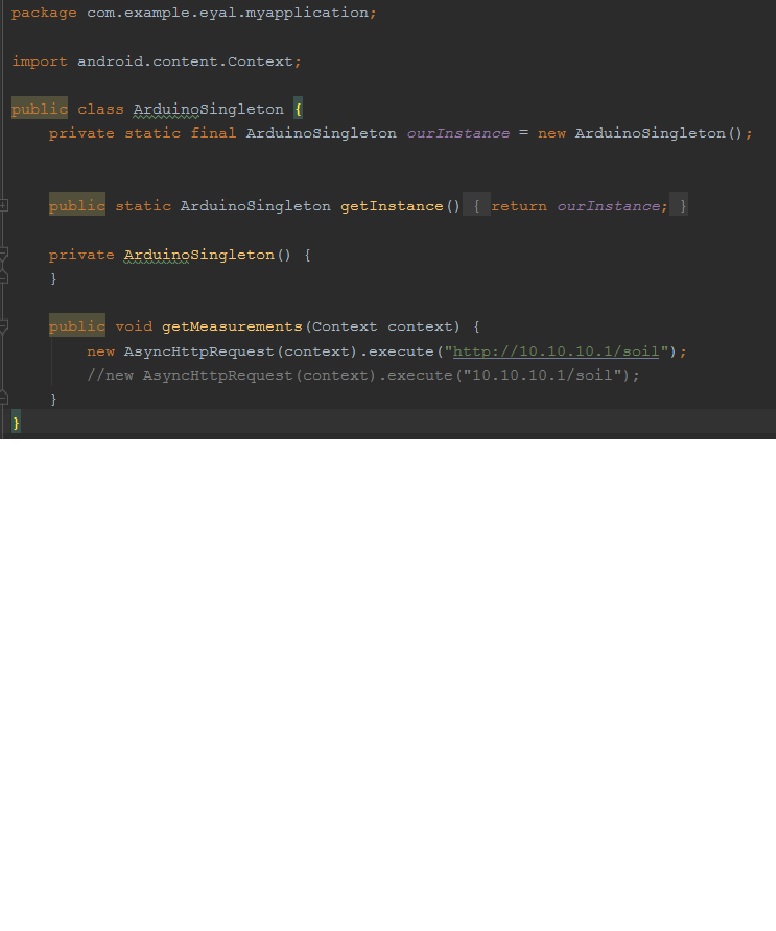 package com.example.eyal.myapplication;
import android.content.Context;
public class ArduinoSingleton {
private static final ArduinoSingleton ourInstance = new ArduinoSingleton();
public static ArduinoSingleton getInstance() { return ourInstance; }
private ArduinoSingleton() {
}
public void getMeasurements(Context context) {
new AsyncHttpRequest(context).execute("http://10.10.10.1/soil");
//new AsyncHttpRequest(context).execute("10.10.10.1/soil");
}
}